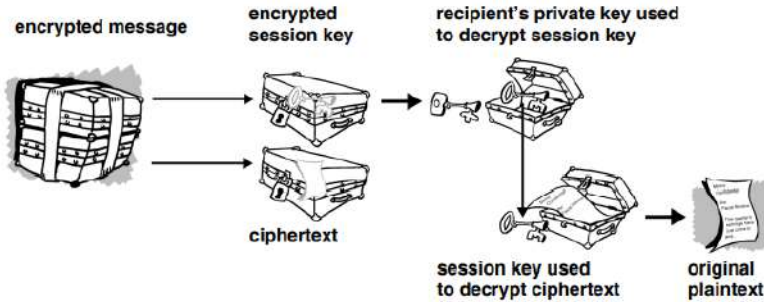 encrypted message
encrypted
session key
recipient's private key used
to decrypt session key
ciphertext
session key used
to decrypt ciphertext
original
plaintext